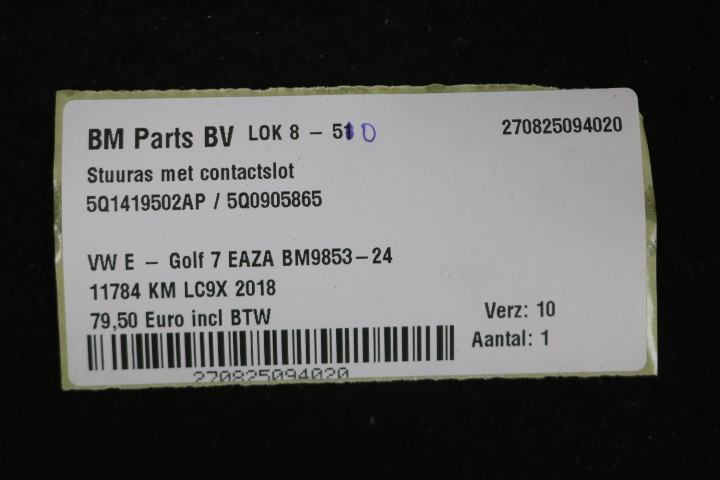 BM Parts BV LOK 8 - 510
270825094020
Stuuras met contactslot
5Q1419502AP / 5Q0905865
VW E - Golf 7 EAZA BM9853-24
11784 KM LC9X 2018
79,50 Euro incl BTW
Verz: 10
Aantal: 1
270825094020